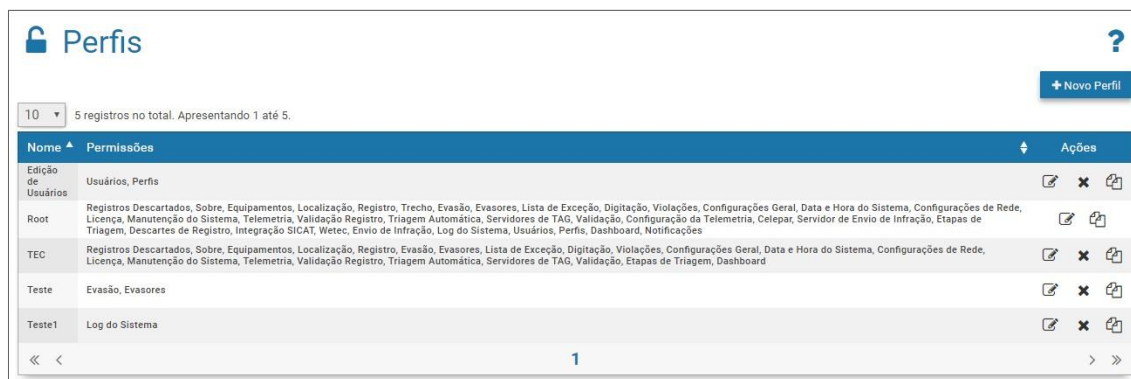 Perfis
?
+ Novo Perfil
10 5 registros no total. Apresentando 1 até 5.
Nome Permissões Ações
Edição
de
Usuários
Usuários, Perfis
Root
Registros Descartados, Sobre, Equipamentos, Localização, Registro, Trecho, Evasão, Evasores, Lista de Exceção, Digitação, Violações, Configurações Geral, Data e Hora do Sistema, Configurações de Rede,
Licença, Manutenção do Sistema, Telemetria, Validação Registro, Triagem Automática, Servidores de TAG, Validação, Configuração da Telemetria, Celepar, Servidor de Envio de Infração, Etapas de
Triagem, Descartes de Registro, Integração SICAT, Wetec, Envio de Infração, Log do Sistema, Usuários, Perfis, Dashboard, Notificações
TEC
Registros Descartados, Sobre, Equipamentos, Localização, Registro, Evasão, Evasores, Lista de Exceção, Digitação, Violações, Configurações Geral, Data e Hora do Sistema, Configurações de Rede,
Licença, Manutenção do Sistema, Telemetria, Validação Registro, Triagem Automática, Servidores de TAG, Validação, Etapas de Triagem, Dashboard
Teste Evasão, Evasores
Teste1 Log do Sistema
« < 1 > »